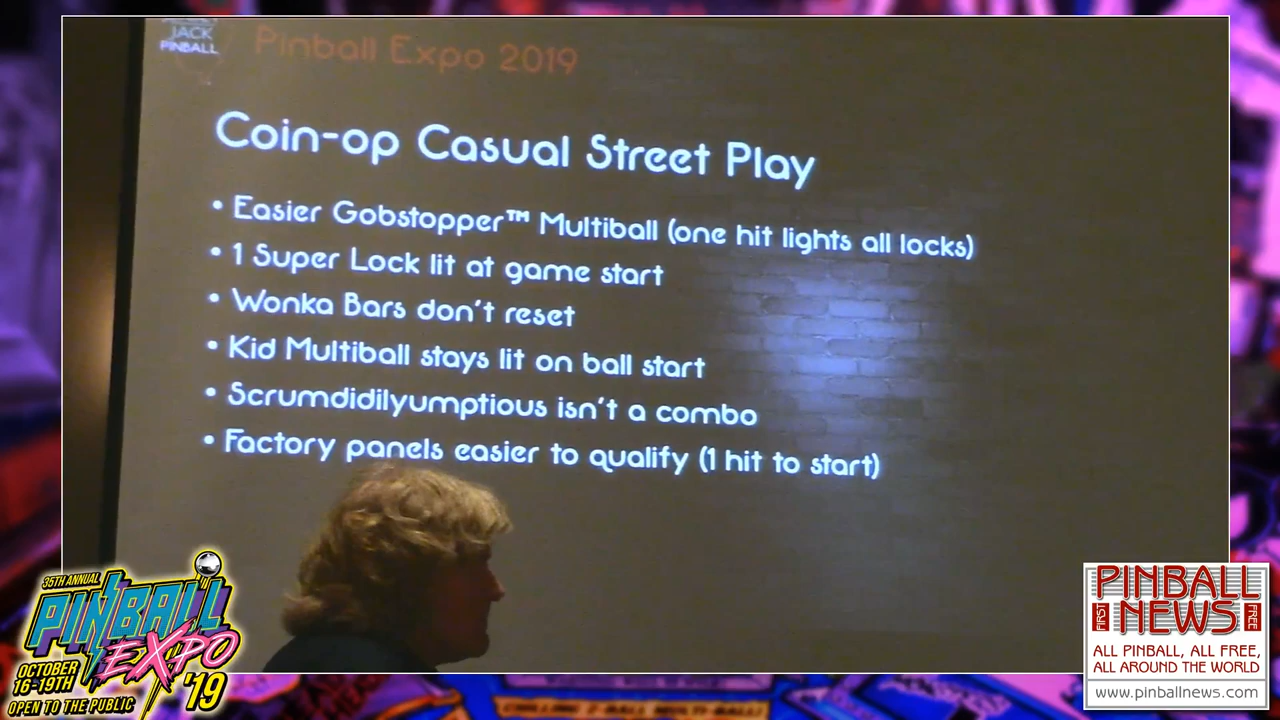 JACK
PINBALL
Pinball Expo 2019
Coin-op Casual Street Play
• Easier Gobstopper™ Multiball (one hit lights all locks)
• 1 Super Lock lit at game start
• Wonka Bars don't reset
• Kid Multiball stays lit on ball start
• Scrumdidilyumptious isn't a combo
• Factory panels easier to qualify (1 hit to start)
35TH ANNUAL
PINBALL
EXPO
OCTOBER
16-19TH
'19
OPEN TO THE PUBLIC
PINBALL
FIRST NEWS FREE
ALL PINBALL, ALL FREE,
ALL AROUND THE WORLD
www.pinballnews.com